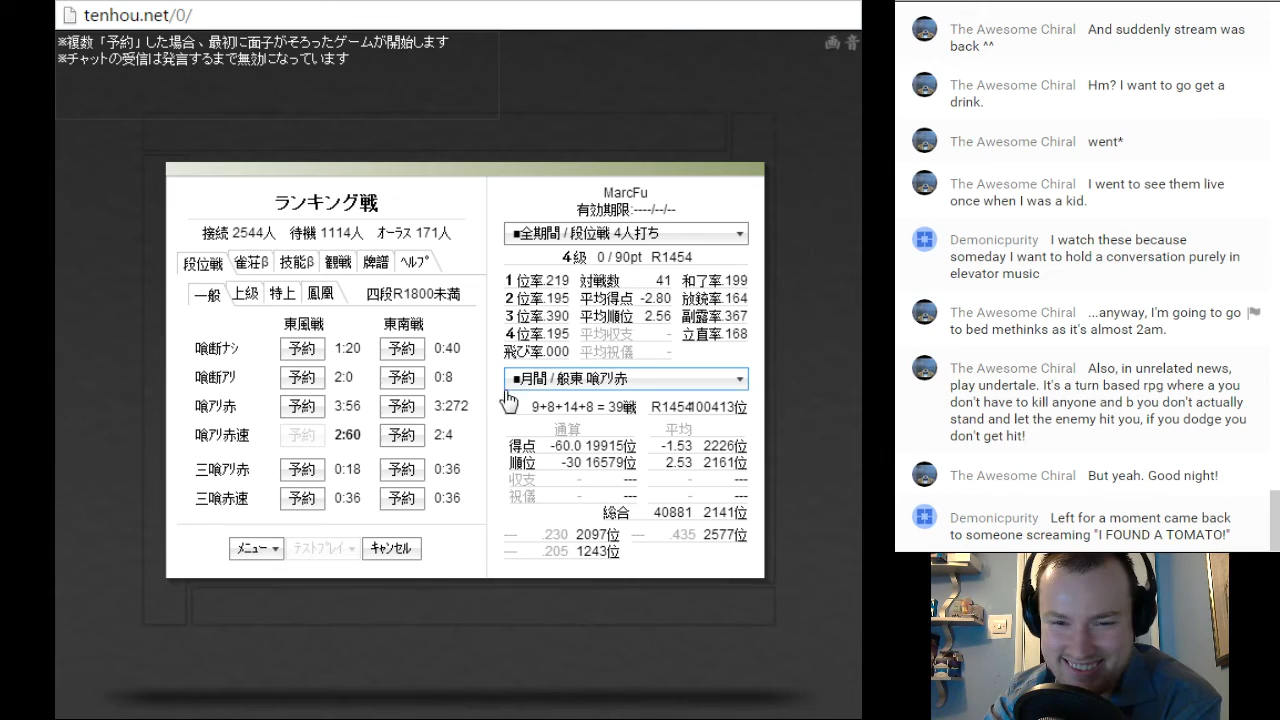 tenhou.net/0/
※複数「予約」した場合、最初に面子がそろったゲームが開始します
※チャットの受信は発言するまで無効になっています
画 音
ランキング戦
接続 2544人 待機 1114人 オーラス 171人
段位戦 雀荘β 技能β 観戦 牌譜 ヘルプ
一般 上級 特上 鳳凰 四段R1800未満
東風戦 東南戦
喰断ナシ 予約 1:20 予約 0:40
喰断アリ 予約 2:0 予約 0:8
喰アリ赤 予約 3:56 予約 3:272
喰アリ赤速 予約 2:60 予約 2:4
三喰アリ赤 予約 0:18 予約 0:36
三喰赤速 予約 0:36 予約 0:36
メニュー▼ テストプレイ▼ キャンセル
MarcFu
有効期限:----/--/--
■全期間 / 段位戦 4人打ち
4級 0 / 90pt R1454
1位率.219 対戦数 41 和了率.199
2位率.195 平均得点 -2.80 放銃率.164
3位率.390 平均順位 2.56 副露率.367
4位率.195 平均収支 - 立直率.168
飛び率.000 平均祝儀 -
■月間 / 般東 喰アリ赤
9+8+14+8 = 39戦 R1454 100413位
通算 平均
得点 -60.0 19915位 -1.53 2226位
順位 -30 16579位 2.53 2161位
収支 - --- - ---
祝儀 - --- - ---
総合 40881 2141位
--- .230 2097位 --- .435 2577位
--- .205 1243位
The Awesome Chiral And suddenly stream was
back ^^
The Awesome Chiral Hm? I want to go get a
drink.
The Awesome Chiral went*
The Awesome Chiral I went to see them live
once when I was a kid.
Demonicpurity I watch these because
someday I want to hold a conversation purely in
elevator music
The Awesome Chiral ...anyway, I'm going to go
to bed methinks as it's almost 2am.
The Awesome Chiral Also, in unrelated news,
play undertale. It's a turn based rpg where a you
don't have to kill anyone and b you don't actually
stand and let the enemy hit you, if you dodge you
don't get hit!
The Awesome Chiral But yeah. Good night!
Demonicpurity Left for a moment came back
to someone screaming "I FOUND A TOMATO!"